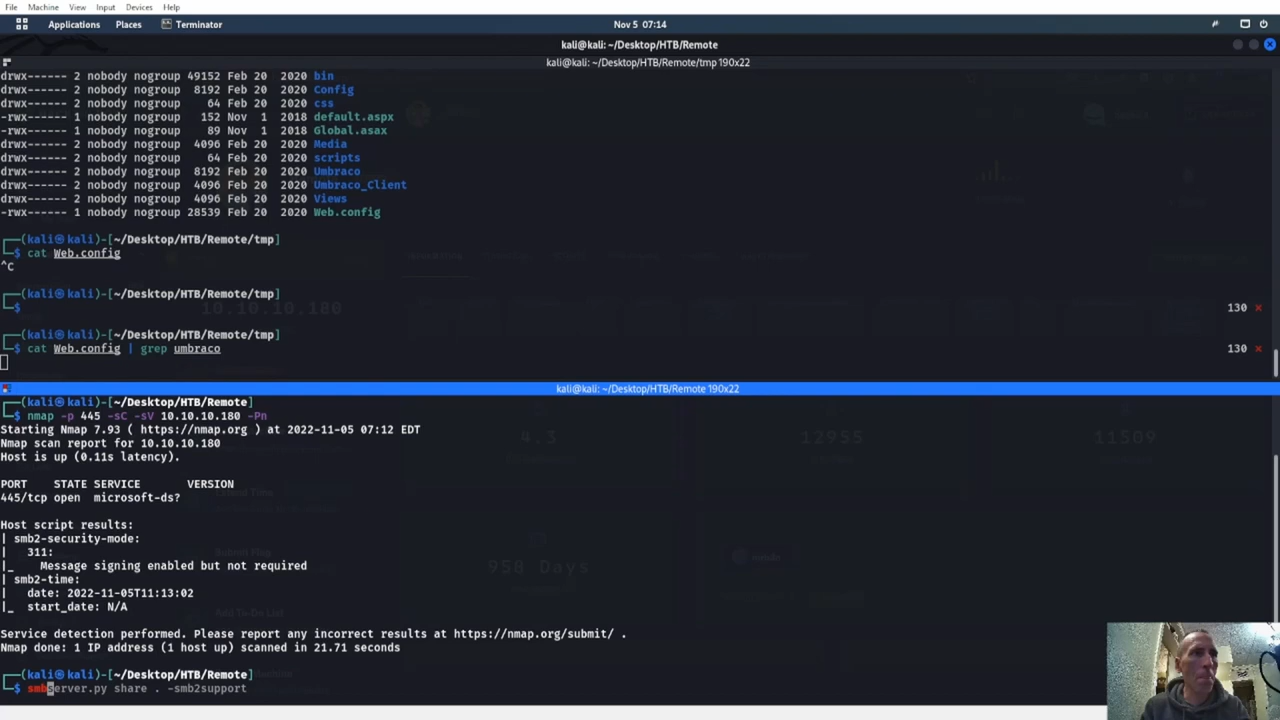 File Machine View Input Devices Help
Applications Places Terminator Nov 5 07:14
kali@kali: ~/Desktop/HTB/Remote
kali@kali: ~/Desktop/HTB/Remote/tmp 190x22
drwx------ 2 nobody nogroup 49152 Feb 20 2020 bin
drwx------ 2 nobody nogroup 8192 Feb 20 2020 Config
drwx------ 2 nobody nogroup 64 Feb 20 2020 css
-rwx------ 1 nobody nogroup 152 Nov 1 2018 default.aspx
-rwx------ 1 nobody nogroup 89 Nov 1 2018 Global.asax
drwx------ 2 nobody nogroup 4096 Feb 20 2020 Media
drwx------ 2 nobody nogroup 64 Feb 20 2020 scripts
drwx------ 2 nobody nogroup 8192 Feb 20 2020 Umbraco
drwx------ 2 nobody nogroup 4096 Feb 20 2020 Umbraco_Client
drwx------ 2 nobody nogroup 4096 Feb 20 2020 Views
-rwx------ 1 nobody nogroup 28539 Feb 20 2020 Web.config
┌──(kali㉿kali)-[~/Desktop/HTB/Remote/tmp]
└─$ cat Web.config
^C
┌──(kali㉿kali)-[~/Desktop/HTB/Remote/tmp]
└─$ 130 ⨯
10.10.10.180
┌──(kali㉿kali)-[~/Desktop/HTB/Remote/tmp]
└─$ cat Web.config | grep umbraco 130 ⨯
kali@kali: ~/Desktop/HTB/Remote 190x22
┌──(kali㉿kali)-[~/Desktop/HTB/Remote]
└─$ nmap -p 445 -sC -sV 10.10.10.180 -Pn
Starting Nmap 7.93 ( https://nmap.org ) at 2022-11-05 07:12 EDT
Nmap scan report for 10.10.10.180
Host is up (0.11s latency).
4.3 12955 11509
PORT STATE SERVICE VERSION
445/tcp open microsoft-ds?
Host script results:
| smb2-security-mode:
| 311:
|_ Message signing enabled but not required
958 Days
| smb2-time:
| date: 2022-11-05T11:13:02
|_ start_date: N/A
Service detection performed. Please report any incorrect results at https://nmap.org/submit/ .
Nmap done: 1 IP address (1 host up) scanned in 21.71 seconds
┌──(kali㉿kali)-[~/Desktop/HTB/Remote]
└─$ smbserver.py share . -smb2support